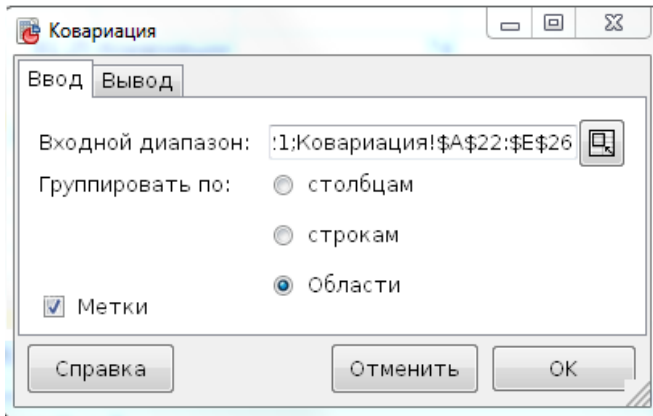 Ковариация
Ввод Вывод
Входной диапазон: :1;Ковариация!$A$22:$E$26
Группировать по: столбцам
строкам
Области
Метки
Справка Отменить OK